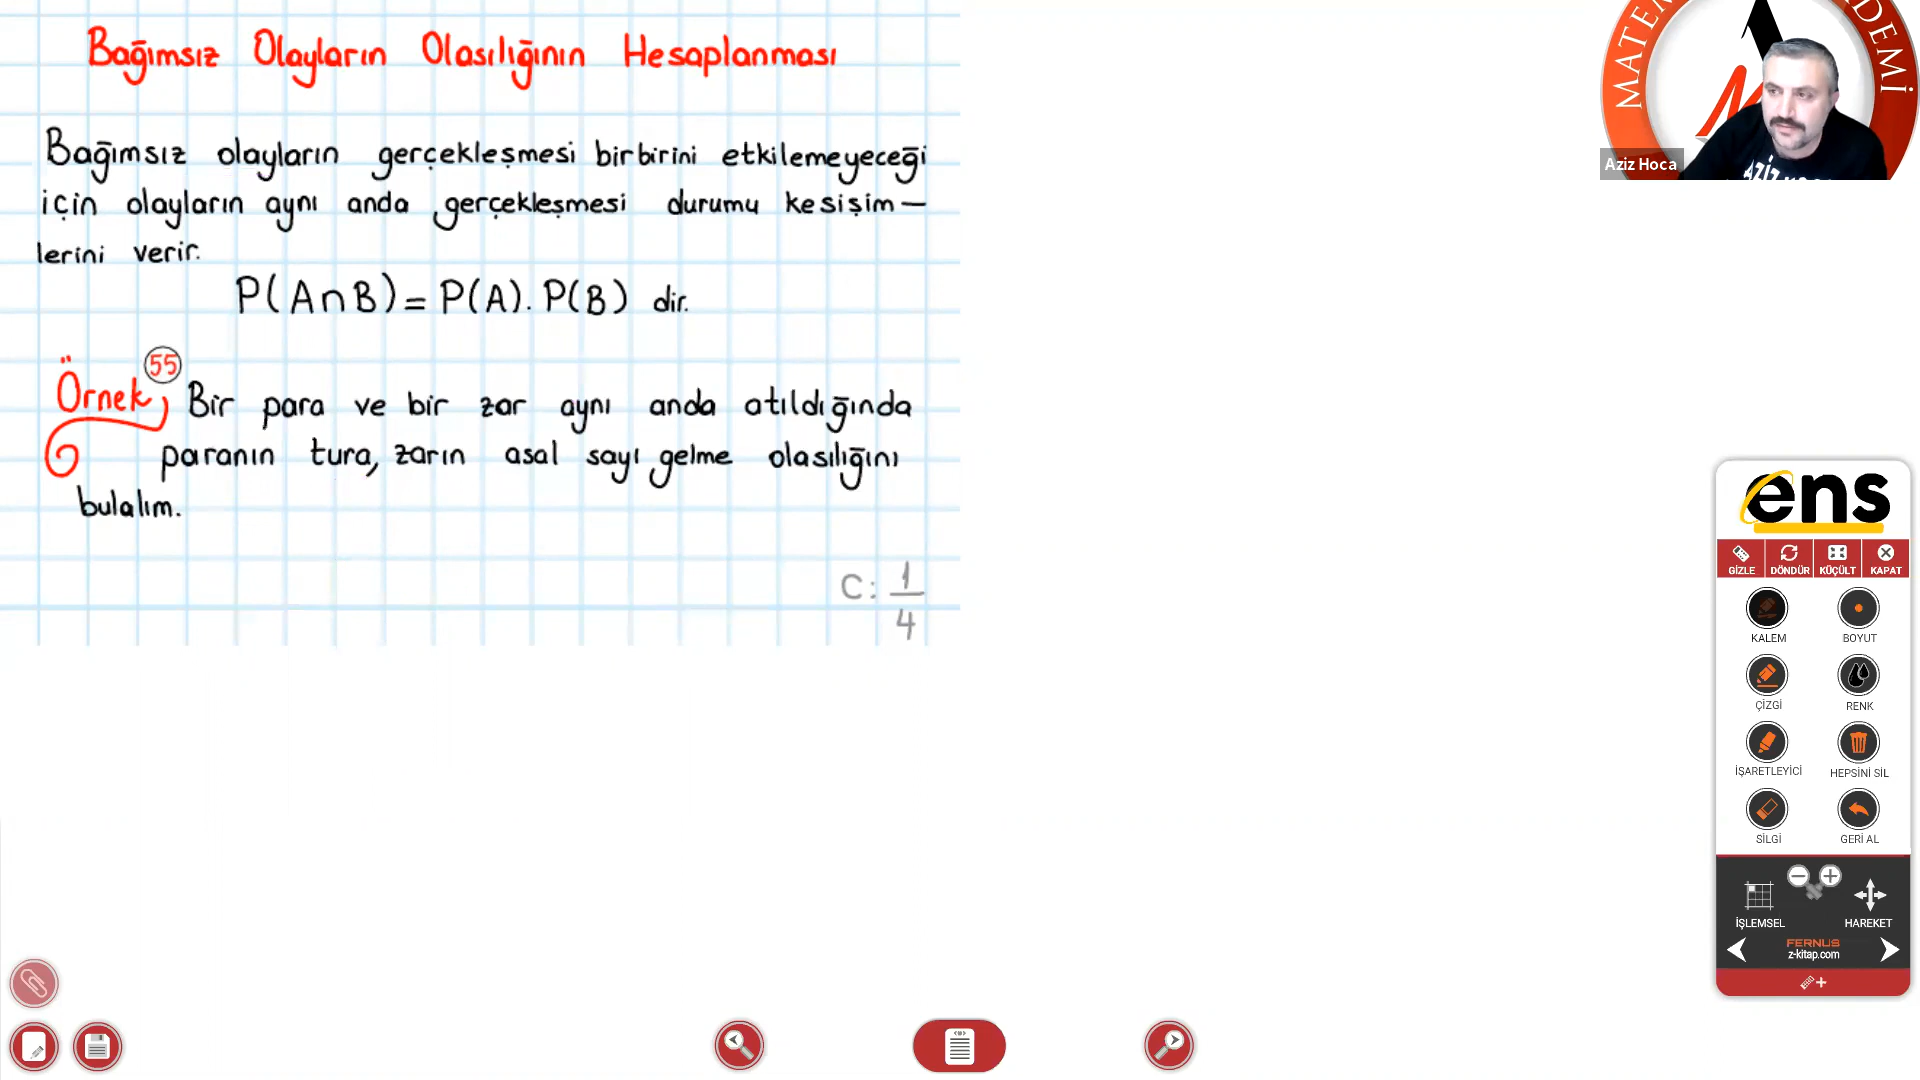 Bağımsız Olayların Olasılığının Hesaplanması
Bağımsız olayların gerçekleşmesi birbirini etkilemeyeceği
için olayların aynı anda gerçekleşmesi durumu kesişim-
lerini verir.
P(A∩B) = P(A). P(B) dir.
Örnek 55 Bir para ve bir zar aynı anda atıldığında
paranın tura, zarın asal sayı gelme olasılığını
bulalım.
C: 1/4
Aziz Hoca
ens
GİZLE DÖNDÜR KÜÇÜLT KAPAT
KALEM BOYUT
ÇİZGİ RENK
İŞARETLEYİCİ HEPSİNİ SİL
SİLGİ GERİ AL
İŞLEMSEL HAREKET
FERNUS
z-kitap.com